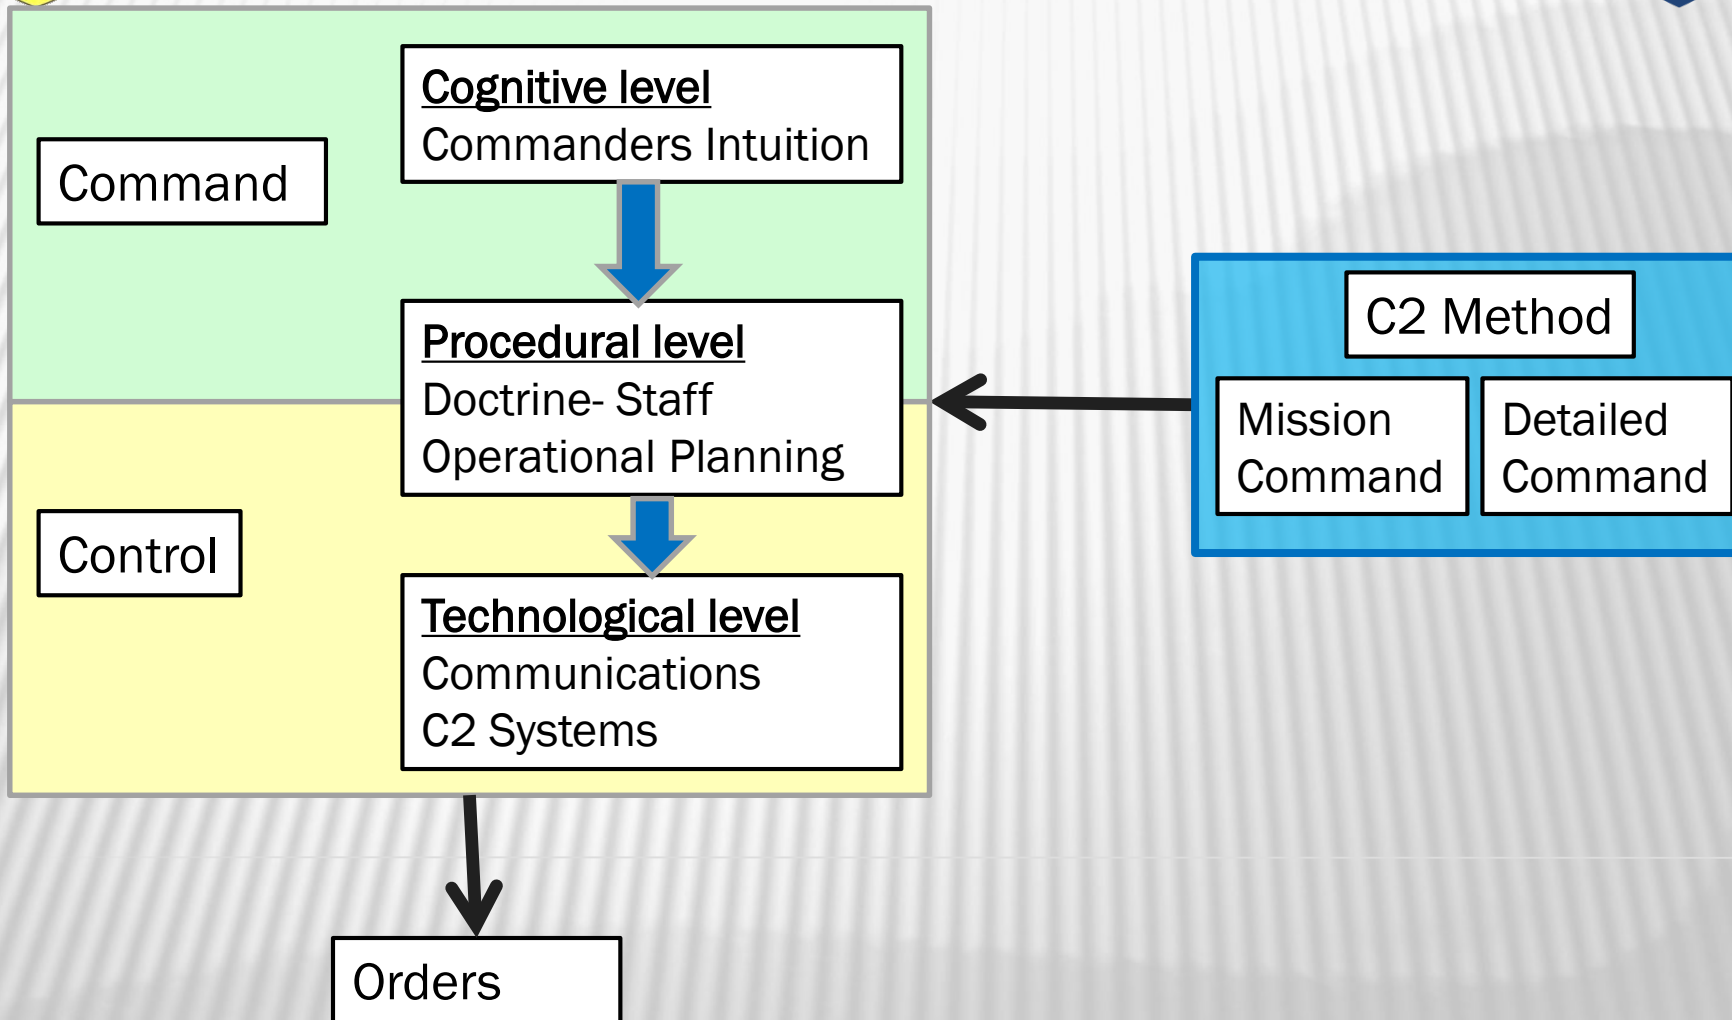 Cognitive level
Commanders Intuition
Command
Procedural level
Doctrine- Staff
Operational Planning
Control
Technological level
Communications
C2 Systems
C2 Method
Mission
Command
Detailed
Command
Orders